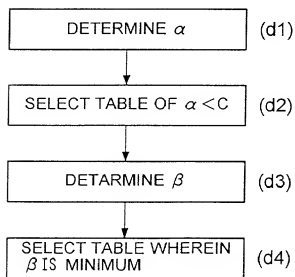 DETERMINE α (d1)
SELECT TABLE OF α<C (d2)
DETARMINE β (d3)
SELECT TABLE WHEREIN
β IS MINIMUM (d4)